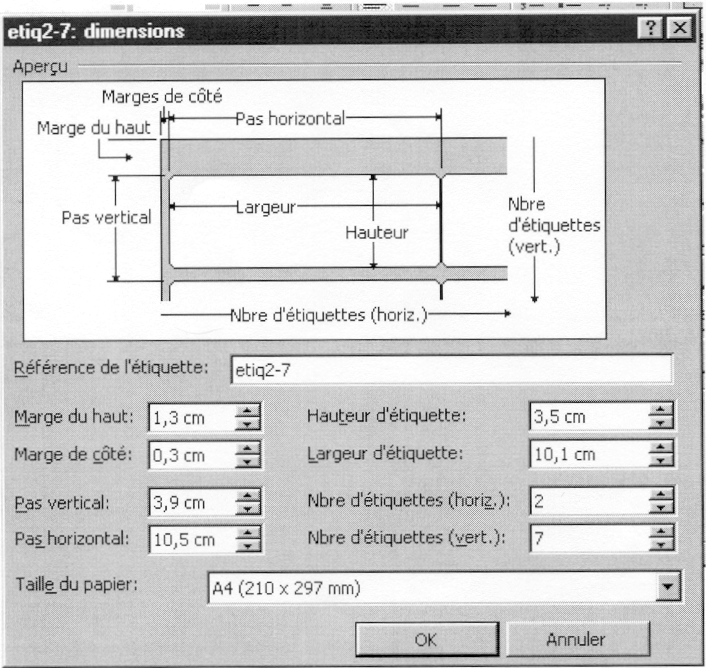 etiq2-7: dimensions
Aperçu
Marges de côté
Pas horizontal
Marge du haut
Largeur
Pas vertical
Hauteur
Nbre
d'étiquettes
(vert.)
Nbre d'étiquettes (horiz.)
Référence de l'étiquette: etiq2-7
Marge du haut: 1,3 cm Hauteur d'étiquette: 3,5 cm
Marge de côté: 0,3 cm Largeur d'étiquette: 10,1 cm
Pas vertical: 3,9 cm Nbre d'étiquettes (horiz.): 2
Pas horizontal: 10,5 cm Nbre d'étiquettes (vert.): 7
Taille du papier: A4 (210 x 297 mm)
OK Annuler